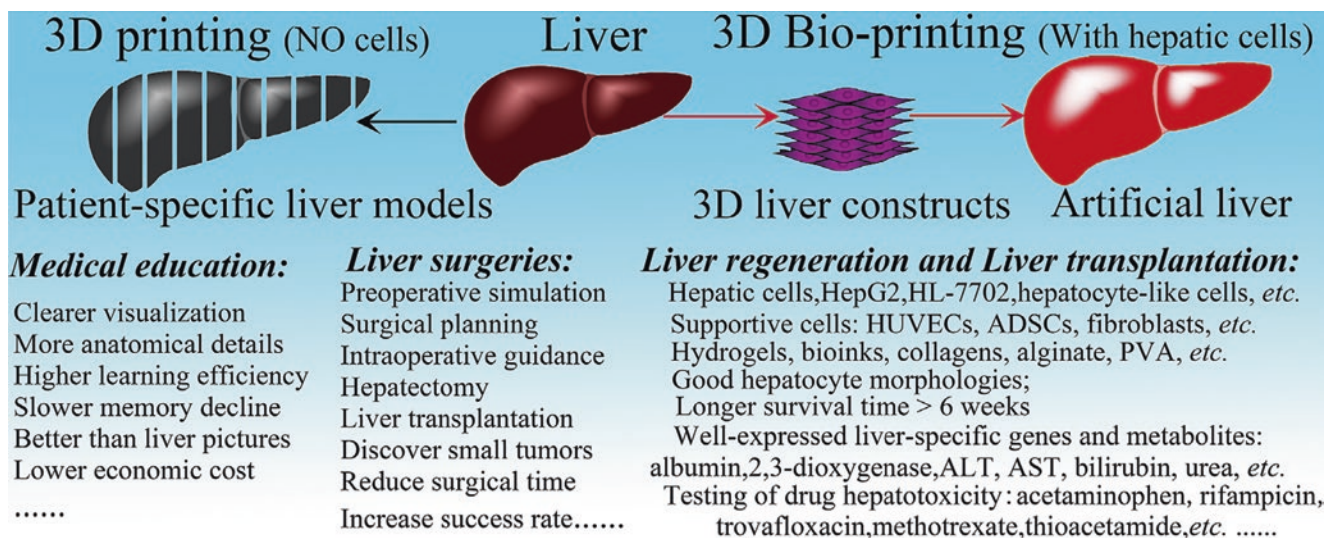 3D printing (NO cells)
Liver
3D Bio-printing (With hepatic cells)
Patient-specific liver models
3D liver constructs
Artificial liver
Medical education:
Clearer visualization
More anatomical details
Higher learning efficiency
Slower memory decline
Better than liver pictures
Lower economic cost
......
Liver surgeries:
Preoperative simulation
Surgical planning
Intraoperative guidance
Hepatectomy
Liver transplantation
Discover small tumors
Reduce surgical time
Increase success rate......
Liver regeneration and Liver transplantation:
Hepatic cells,HepG2,HL-7702,hepatocyte-like cells, etc.
Supportive cells: HUVECs, ADSCs, fibroblasts, etc.
Hydrogels, bioinks, collagens, alginate, PVA, etc.
Good hepatocyte morphologies;
Longer survival time > 6 weeks
Well-expressed liver-specific genes and metabolites:
albumin,2,3-dioxygenase,ALT, AST, bilirubin, urea, etc.
Testing of drug hepatotoxicity: acetaminophen, rifampicin,
trovafloxacin,methotrexate,thioacetamide,etc. ......